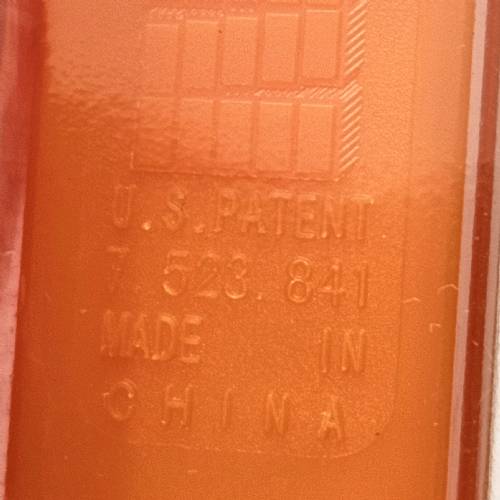 U.S.PATENT
7.523.841
MADE IN
CHINA